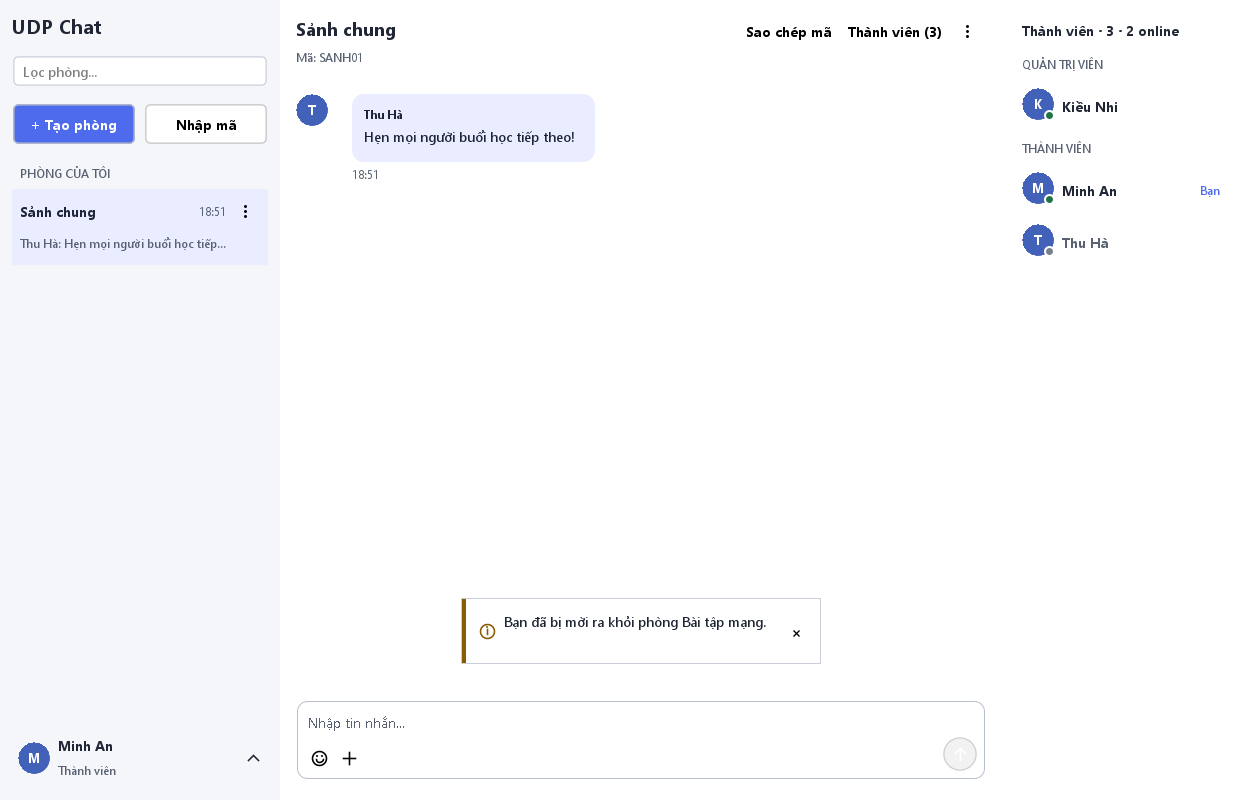 UDP Chat
Lọc phòng...
+ Tạo phòng
Nhập mã
PHÒNG CỦA TÔI
Sảnh chung
18:51
Thu Hà: Hẹn mọi người buổi học tiếp...
M
Minh An
Thành viên
Sảnh chung
Mã: SANH01
Sao chép mã
Thành viên (3)
T
Thu Hà
Hẹn mọi người buổi học tiếp theo!
18:51
Bạn đã bị mời ra khỏi phòng Bài tập mạng.
Nhập tin nhắn...
Thành viên - 3 - 2 online
QUẢN TRỊ VIÊN
K
Kiều Nhi
THÀNH VIÊN
M
Minh An
Bạn
T
Thu Hà